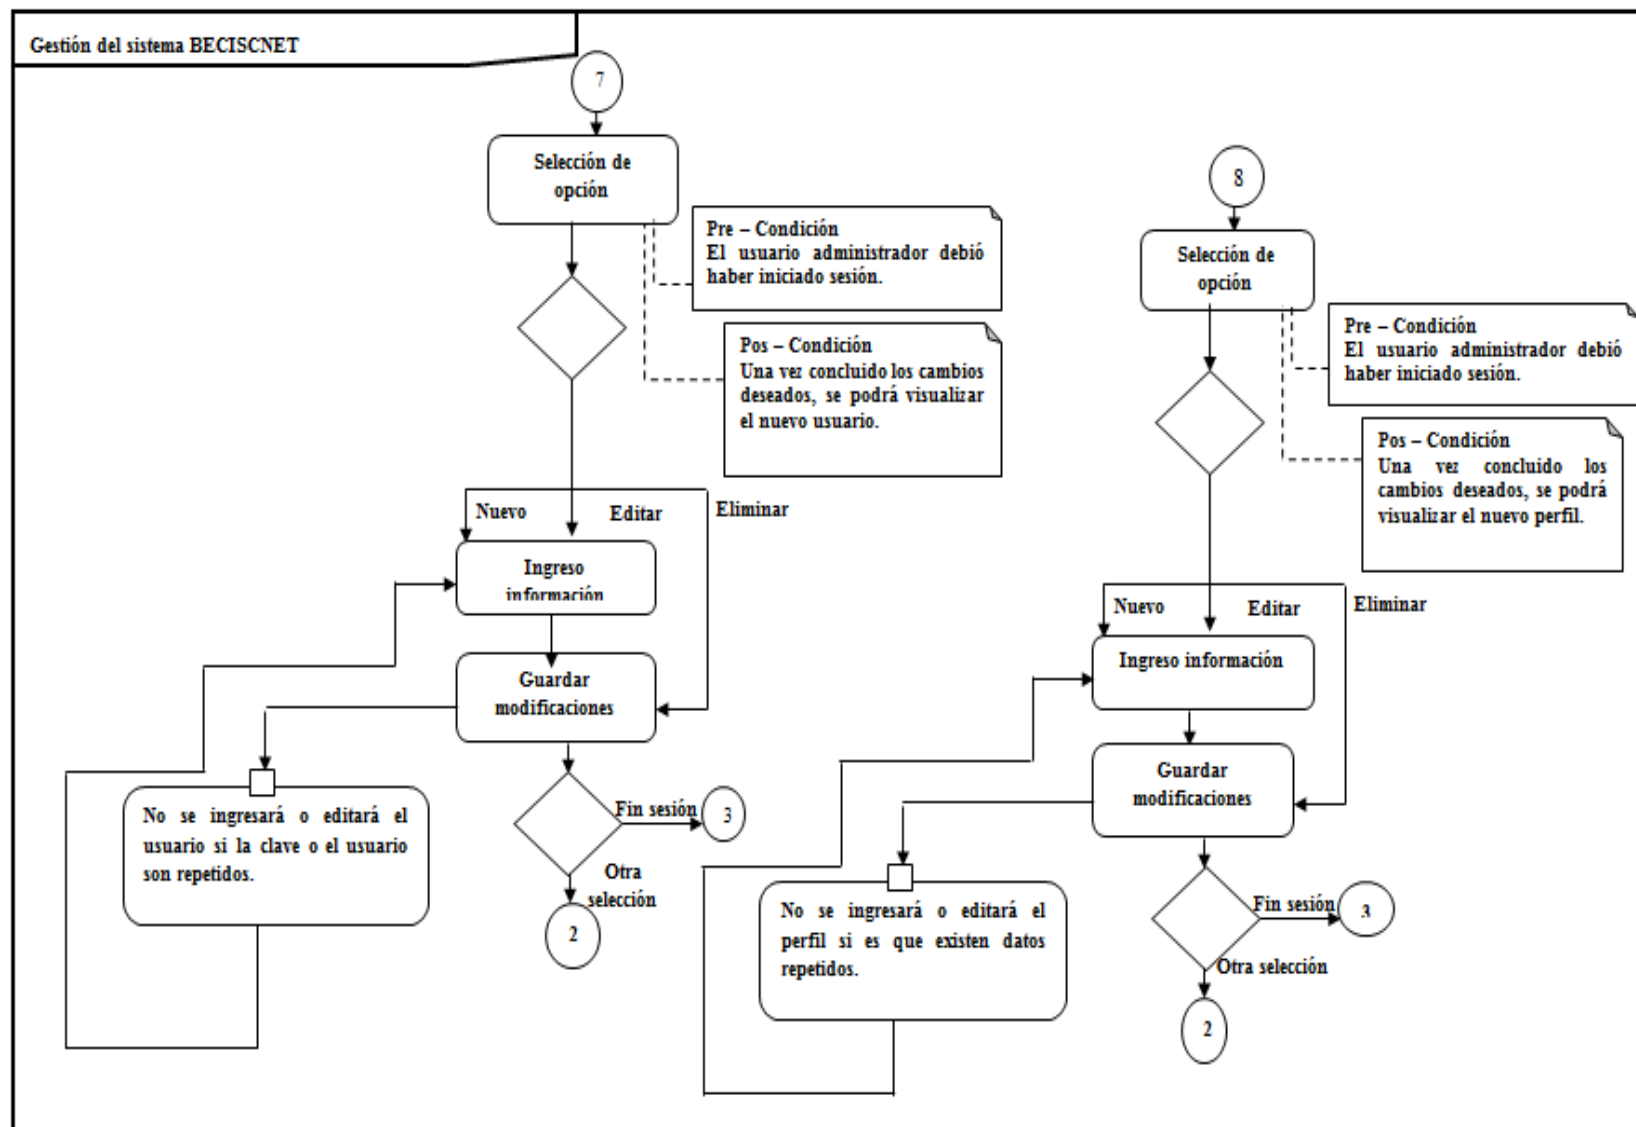 Gestión del sistema BECISCNET
7
Selección de
opción
Pre – Condición
El usuario administrador debió
haber iniciado sesión.
Pos – Condición
Una vez concluido los cambios
deseados, se podrá visualizar
el nuevo usuario.
Nuevo
Editar
Eliminar
Ingreso
información
Guardar
modificaciones
No se ingresará o editará el
usuario si la clave o el usuario
son repetidos.
Fin sesión
3
Otra
selección
2
8
Selección de
opción
Pre – Condición
El usuario administrador debió
haber iniciado sesión.
Pos – Condición
Una vez concluido los
cambios deseados, se podrá
visualizar el nuevo perfil.
Nuevo
Editar
Eliminar
Ingreso información
Guardar
modificaciones
No se ingresará o editará el
perfil si es que existen datos
repetidos.
Fin sesión
3
Otra selección
2